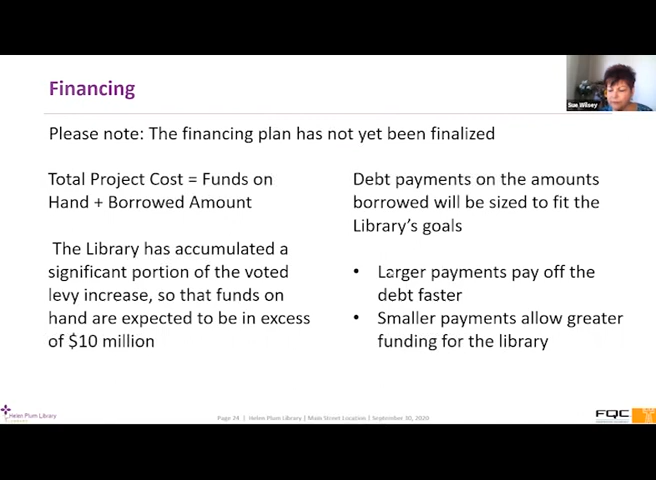 Financing
Sue Wilsey
Please note: The financing plan has not yet been finalized
Total Project Cost = Funds on
Hand + Borrowed Amount
The Library has accumulated a
significant portion of the voted
levy increase, so that funds on
hand are expected to be in excess
of $10 million
Debt payments on the amounts
borrowed will be sized to fit the
Library's goals
• Larger payments pay off the
debt faster
• Smaller payments allow greater
funding for the library
Helen Plum Library
Page 24 | Helen Plum Library | Main Street Location | September 30, 2020
FQC